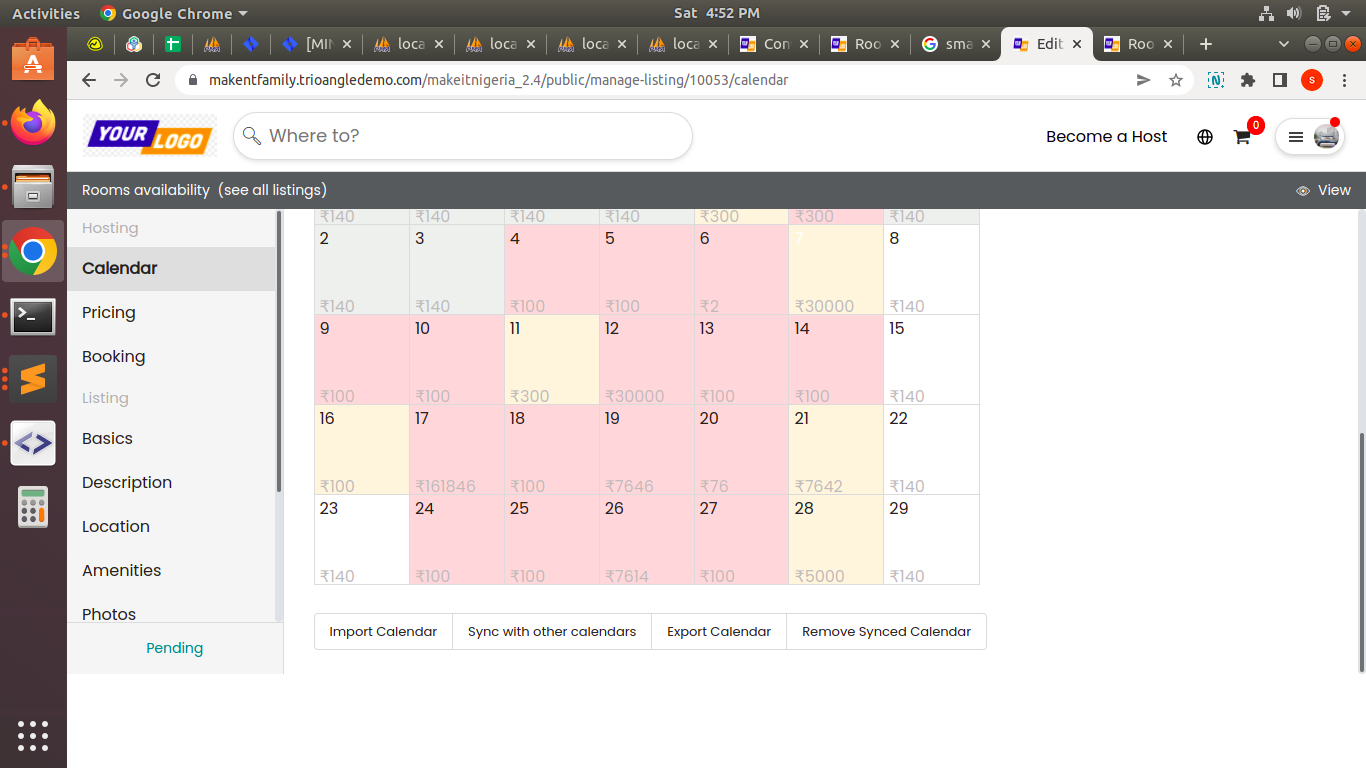 Activities Google Chrome Sat 4:52 PM
[MIN loca loca loca loca Con Roo sma Edit Roo
makentfamily.trioangledemo.com/makeitnigeria_2.4/public/manage-listing/10053/calendar S
YOUR LOGO Where to? Become a Host 0
Rooms availability (see all listings) View
Hosting
Calendar
Pricing
Booking
Listing
Basics
Description
Location
Amenities
Photos
Pending
₹140 ₹140 ₹140 ₹140 ₹300 ₹300 ₹140
2 3 4 5 6 7 8
₹140 ₹140 ₹100 ₹100 ₹2 ₹30000 ₹140
9 10 11 12 13 14 15
₹100 ₹100 ₹300 ₹30000 ₹100 ₹100 ₹140
16 17 18 19 20 21 22
₹100 ₹161846 ₹100 ₹7646 ₹76 ₹7642 ₹140
23 24 25 26 27 28 29
₹140 ₹100 ₹100 ₹7614 ₹100 ₹5000 ₹140
Import Calendar Sync with other calendars Export Calendar Remove Synced Calendar